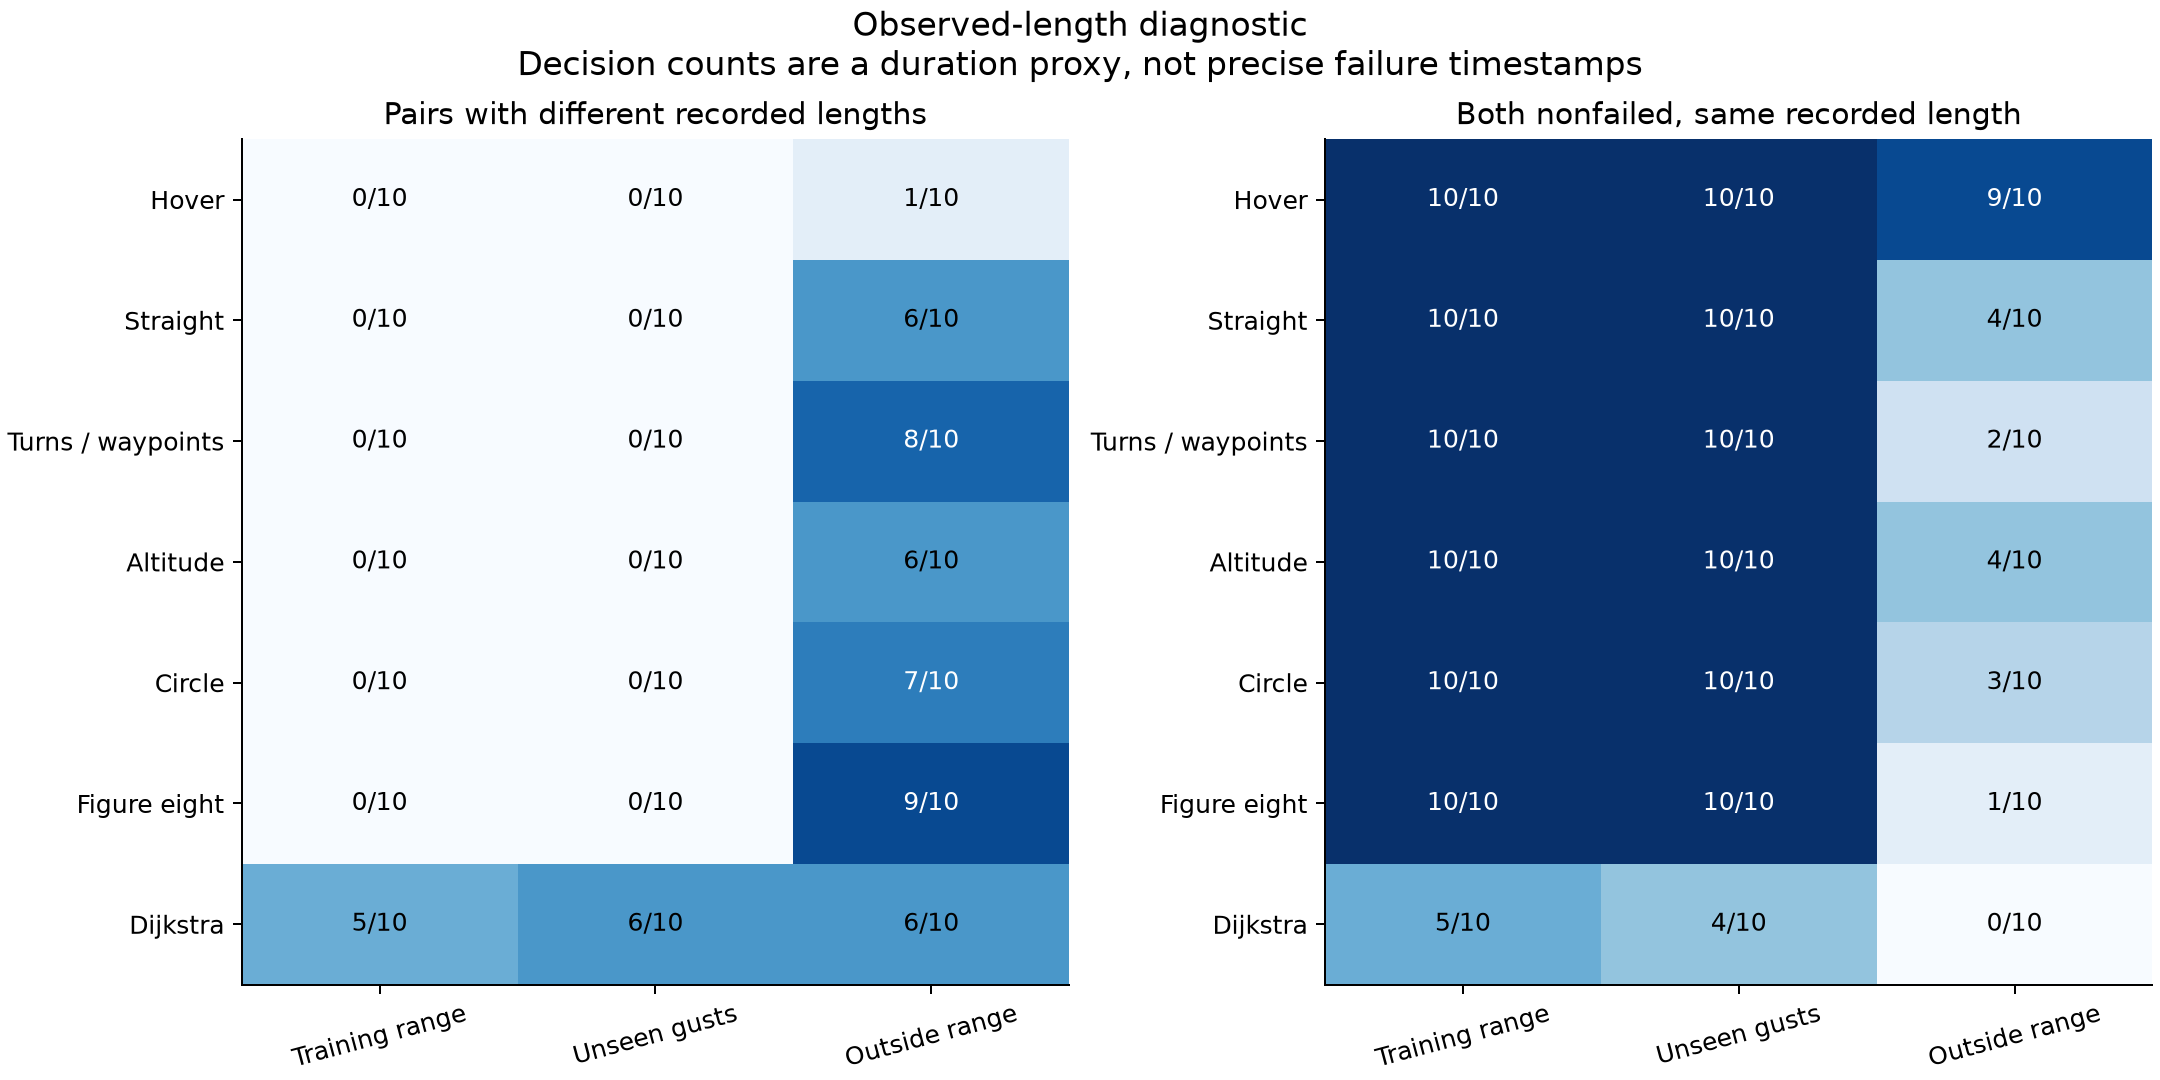 Observed-length diagnostic
Decision counts are a duration proxy, not precise failure timestamps
Pairs with different recorded lengths
Hover 0/10 0/10 1/10
Straight 0/10 0/10 6/10
Turns / waypoints 0/10 0/10 8/10
Altitude 0/10 0/10 6/10
Circle 0/10 0/10 7/10
Figure eight 0/10 0/10 9/10
Dijkstra 5/10 6/10 6/10
Training range Unseen gusts Outside range
Both nonfailed, same recorded length
Hover 10/10 10/10 9/10
Straight 10/10 10/10 4/10
Turns / waypoints 10/10 10/10 2/10
Altitude 10/10 10/10 4/10
Circle 10/10 10/10 3/10
Figure eight 10/10 10/10 1/10
Dijkstra 5/10 4/10 0/10
Training range Unseen gusts Outside range